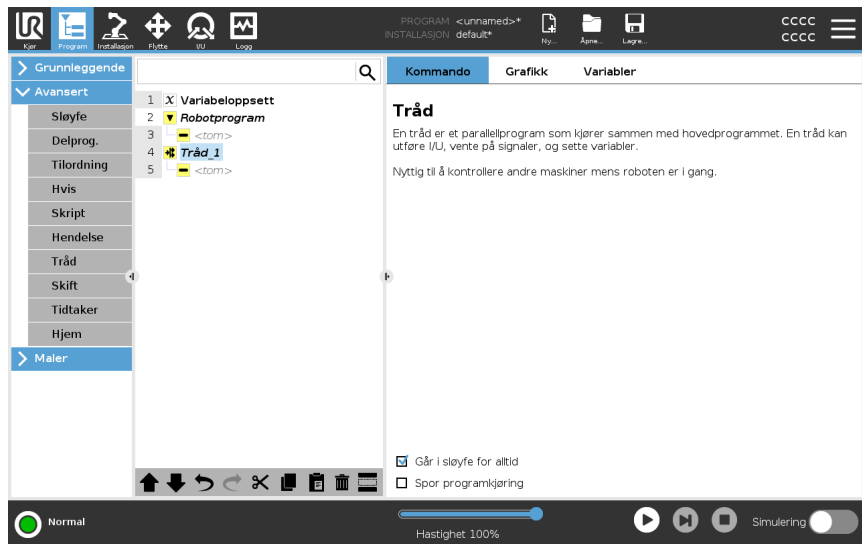 UR
PROGRAM <unnamed>*
INSTALLASJON default*
CCCC
CCCC
Kjør Program Installasjon Flytte I/U Logg Ny... Åpne... Lagre...
Grunnleggende
Avansert
Sløyfe
Delprog.
Tilordning
Hvis
Skript
Hendelse
Tråd
Skift
Tidtaker
Hjem
Maler
1 X Variabeloppsett
2 Robotprogram
3 <tom>
4 Tråd_1
5 <tom>
Kommando Grafikk Variabler
Tråd
En tråd er et parallellprogram som kjører sammen med hovedprogrammet. En tråd kan
utføre I/U, vente på signaler, og sette variabler.
Nyttig til å kontrollere andre maskiner mens roboten er i gang.
Går i sløyfe for alltid
Spor programkjøring
Normal
Hastighet 100%
Simulering